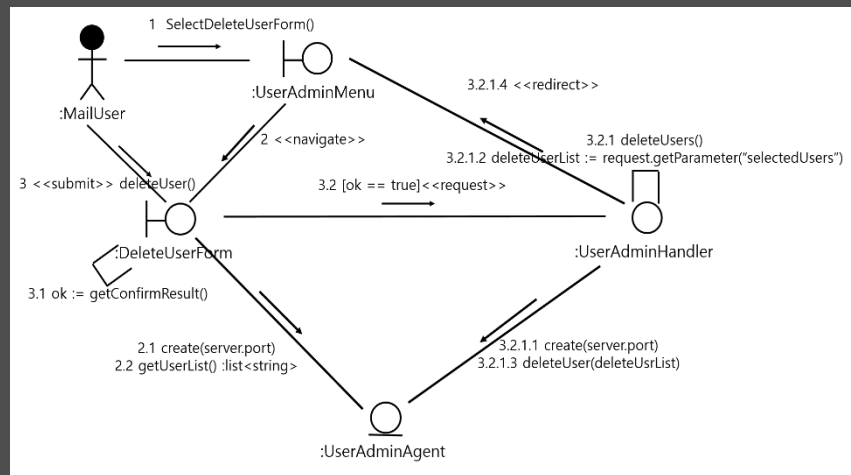 1 SelectDeleteUserForm()
:MailUser
:UserAdminMenu
3.2.1.4 <<redirect>>
2 <<navigate>>
3.2.1 deleteUsers()
3.2.1.2 deleteUserList := request.getParameter("selectedUsers")
3 <<submit>> deleteUser()
3.2 [ok == true]<<request>>
:DeleteUserForm
:UserAdminHandler
3.1 ok := getConfirmResult()
2.1 create(server.port)
2.2 getUserList() :list<string>
3.2.1.1 create(server.port)
3.2.1.3 deleteUser(deleteUsrList)
:UserAdminAgent